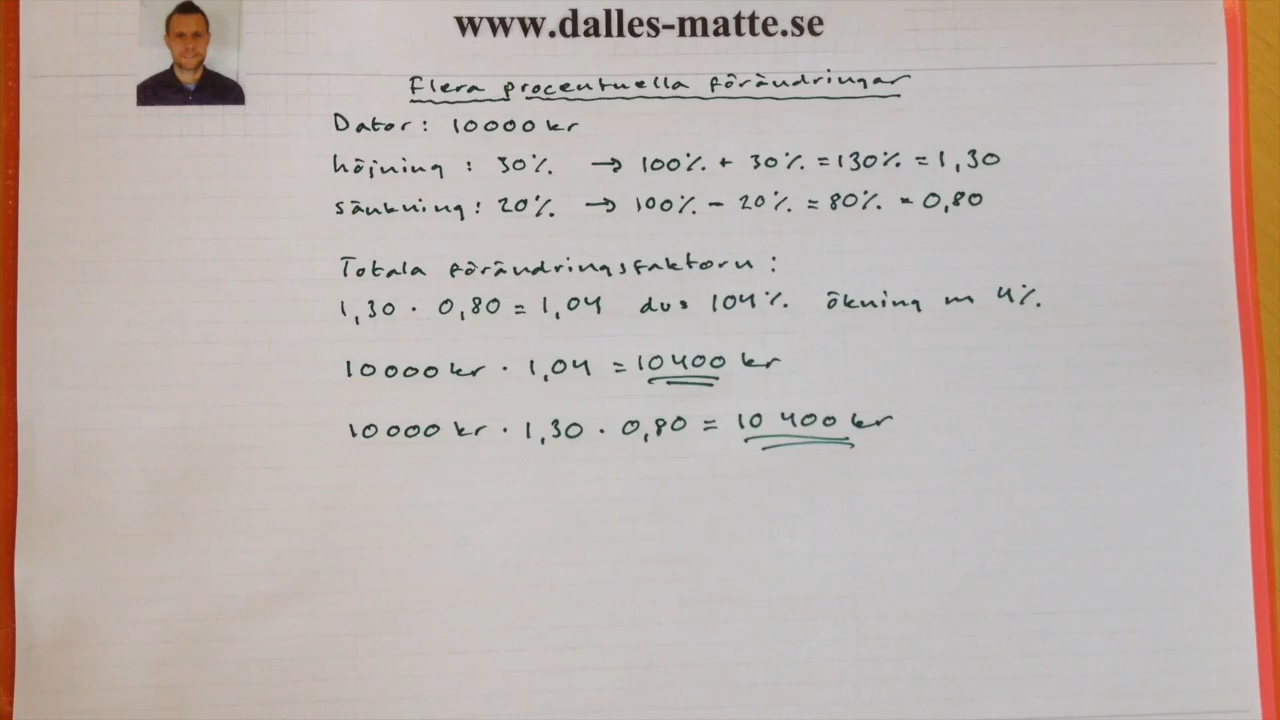 www.dalles-matte.se
Flera procentuella förändringar
Dator: 10000 kr
höjning: 30% → 100% + 30% = 130% = 1,30
sänkning: 20% → 100% - 20% = 80% = 0,80
Totala förändringsfaktorn:
1,30 · 0,80 = 1,04 dvs 104% ökning m 4%.
10000 kr · 1,04 = 10400 kr
10000 kr · 1,30 · 0,80 = 10 400 kr